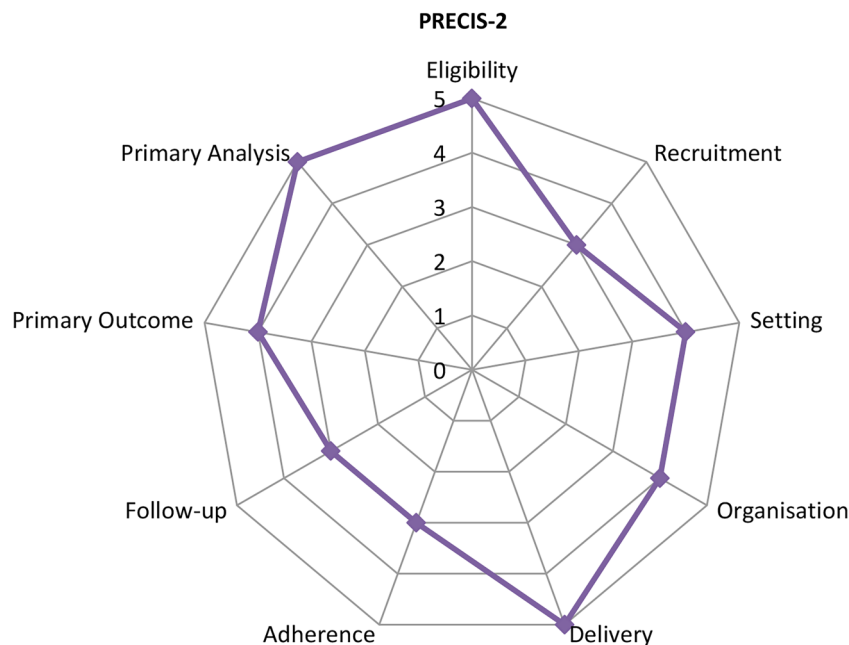 PRECIS-2
Eligibility
5
Primary Analysis
Recruitment
4
3
2
1
Primary Outcome
Setting
0
Follow-up
Organisation
Adherence
Delivery